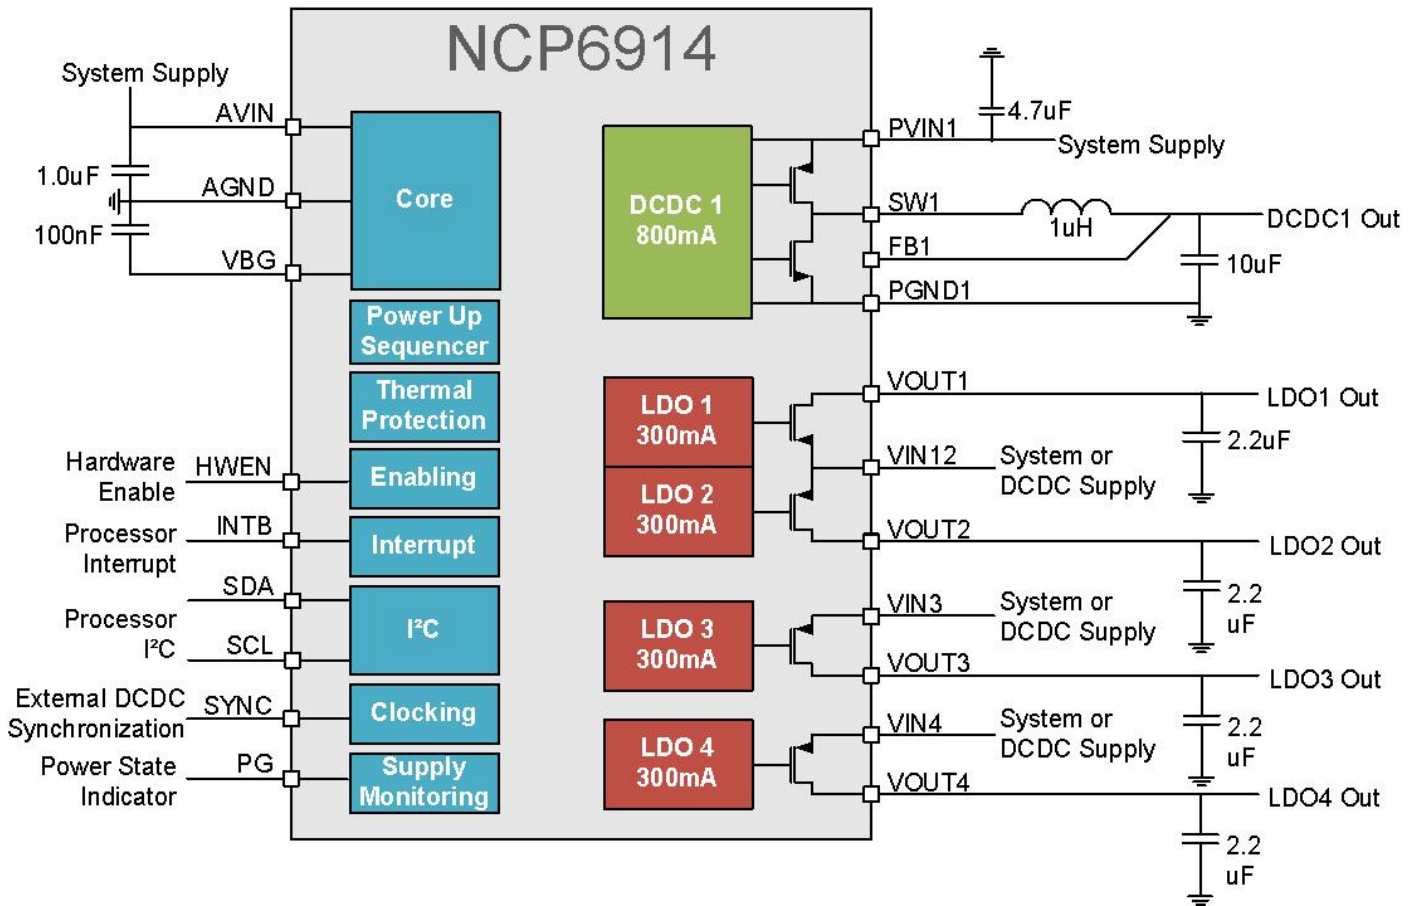 NCP6914
System Supply
AVIN
1.0uF
AGND
100nF
VBG
Core
Power Up
Sequencer
Thermal
Protection
Hardware
Enable
HWEN
Enabling
Processor
Interrupt
INTB
Interrupt
SDA
Processor
I²C
SCL
I²C
External DCDC
Synchronization
SYNC
Clocking
Power State
Indicator
PG
Supply
Monitoring
DCDC 1
800mA
PVIN1
4.7uF
System Supply
SW1
1uH
DCDC1 Out
FB1
10uF
PGND1
LDO 1
300mA
VOUT1
LDO1 Out
2.2uF
VIN12
System or
DCDC Supply
LDO 2
300mA
VOUT2
LDO2 Out
2.2
uF
LDO 3
300mA
VIN3
System or
DCDC Supply
VOUT3
LDO3 Out
2.2
uF
LDO 4
300mA
VIN4
System or
DCDC Supply
VOUT4
LDO4 Out
2.2
uF